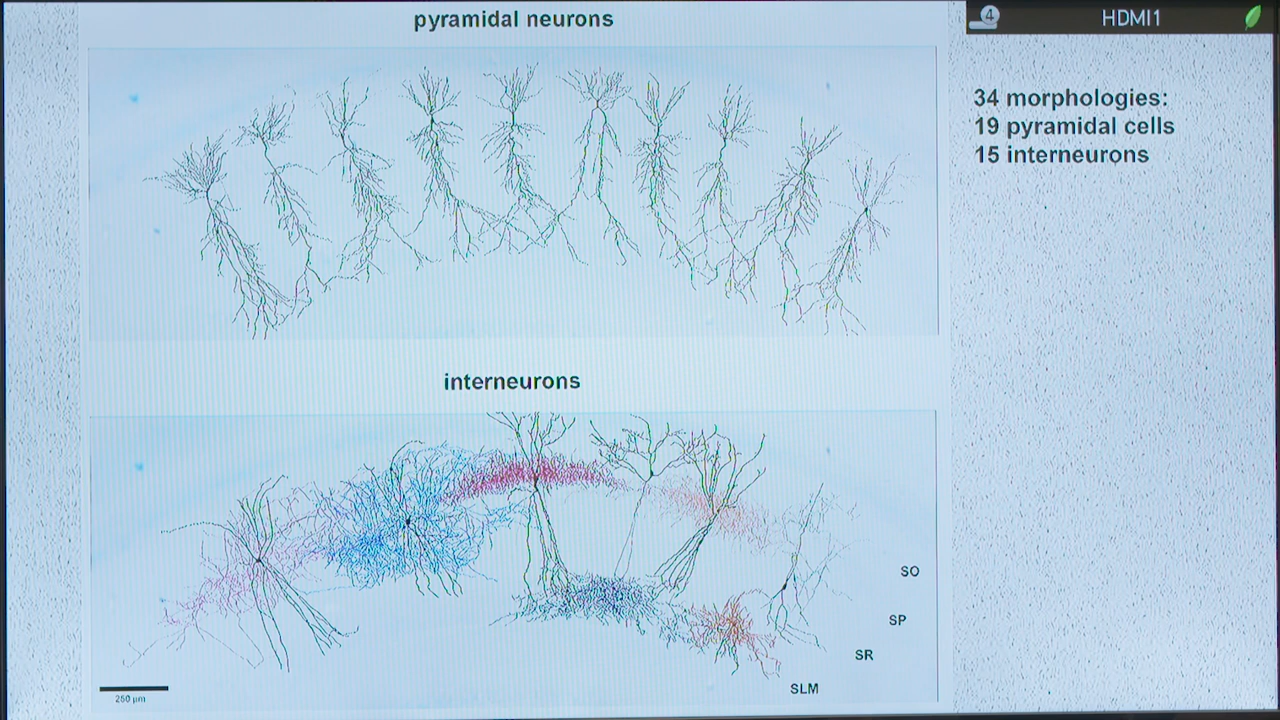 pyramidal neurons
4 HDMI1
34 morphologies:
19 pyramidal cells
15 interneurons
interneurons
SO
SP
SR
SLM
250 µm